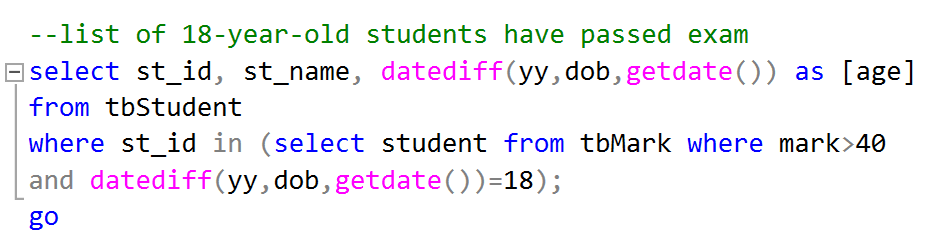 --list of 18-year-old students have passed exam
select st_id, st_name, datediff(yy,dob,getdate()) as [age]
from tbStudent
where st_id in (select student from tbMark where mark>40
and datediff(yy,dob,getdate())=18);
go